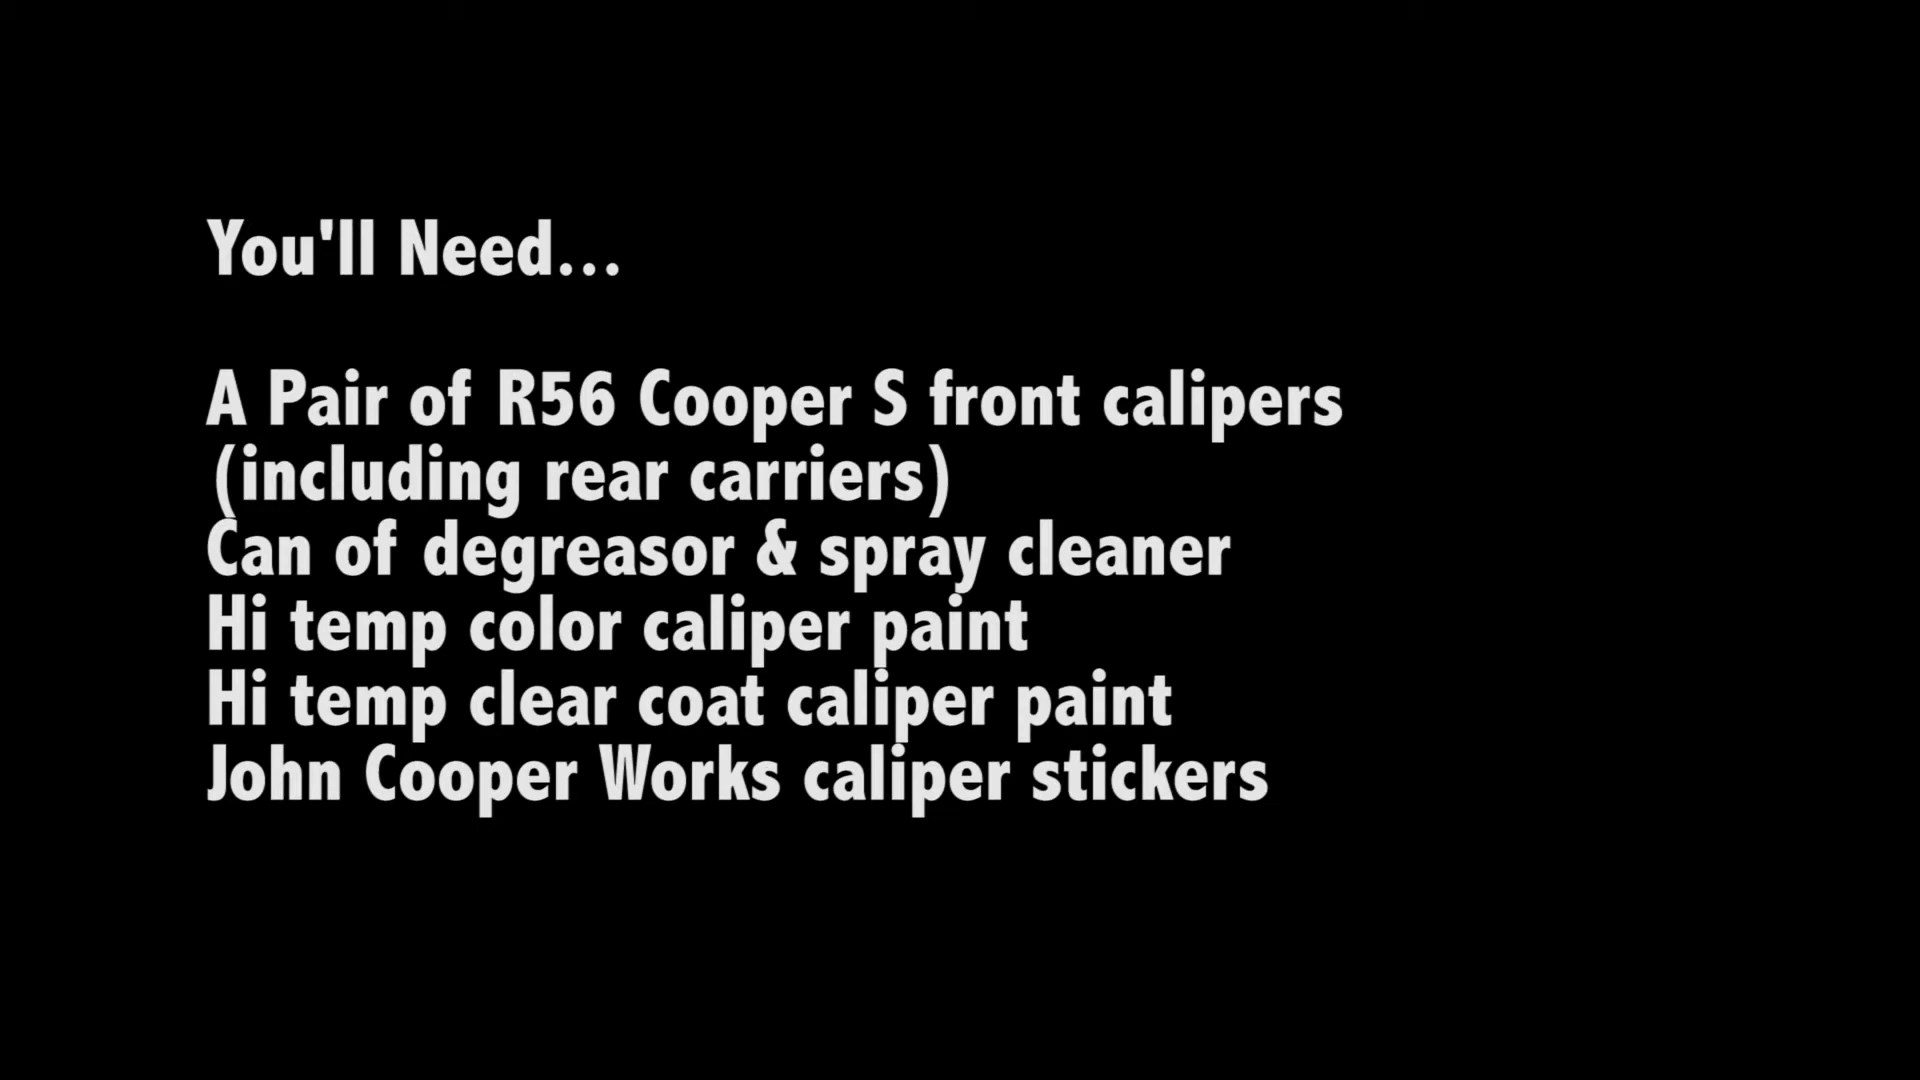 You'll Need...
A Pair of R56 Cooper S front calipers
(including rear carriers)
Can of degreasor & spray cleaner
Hi temp color caliper paint
Hi temp clear coat caliper paint
John Cooper Works caliper stickers